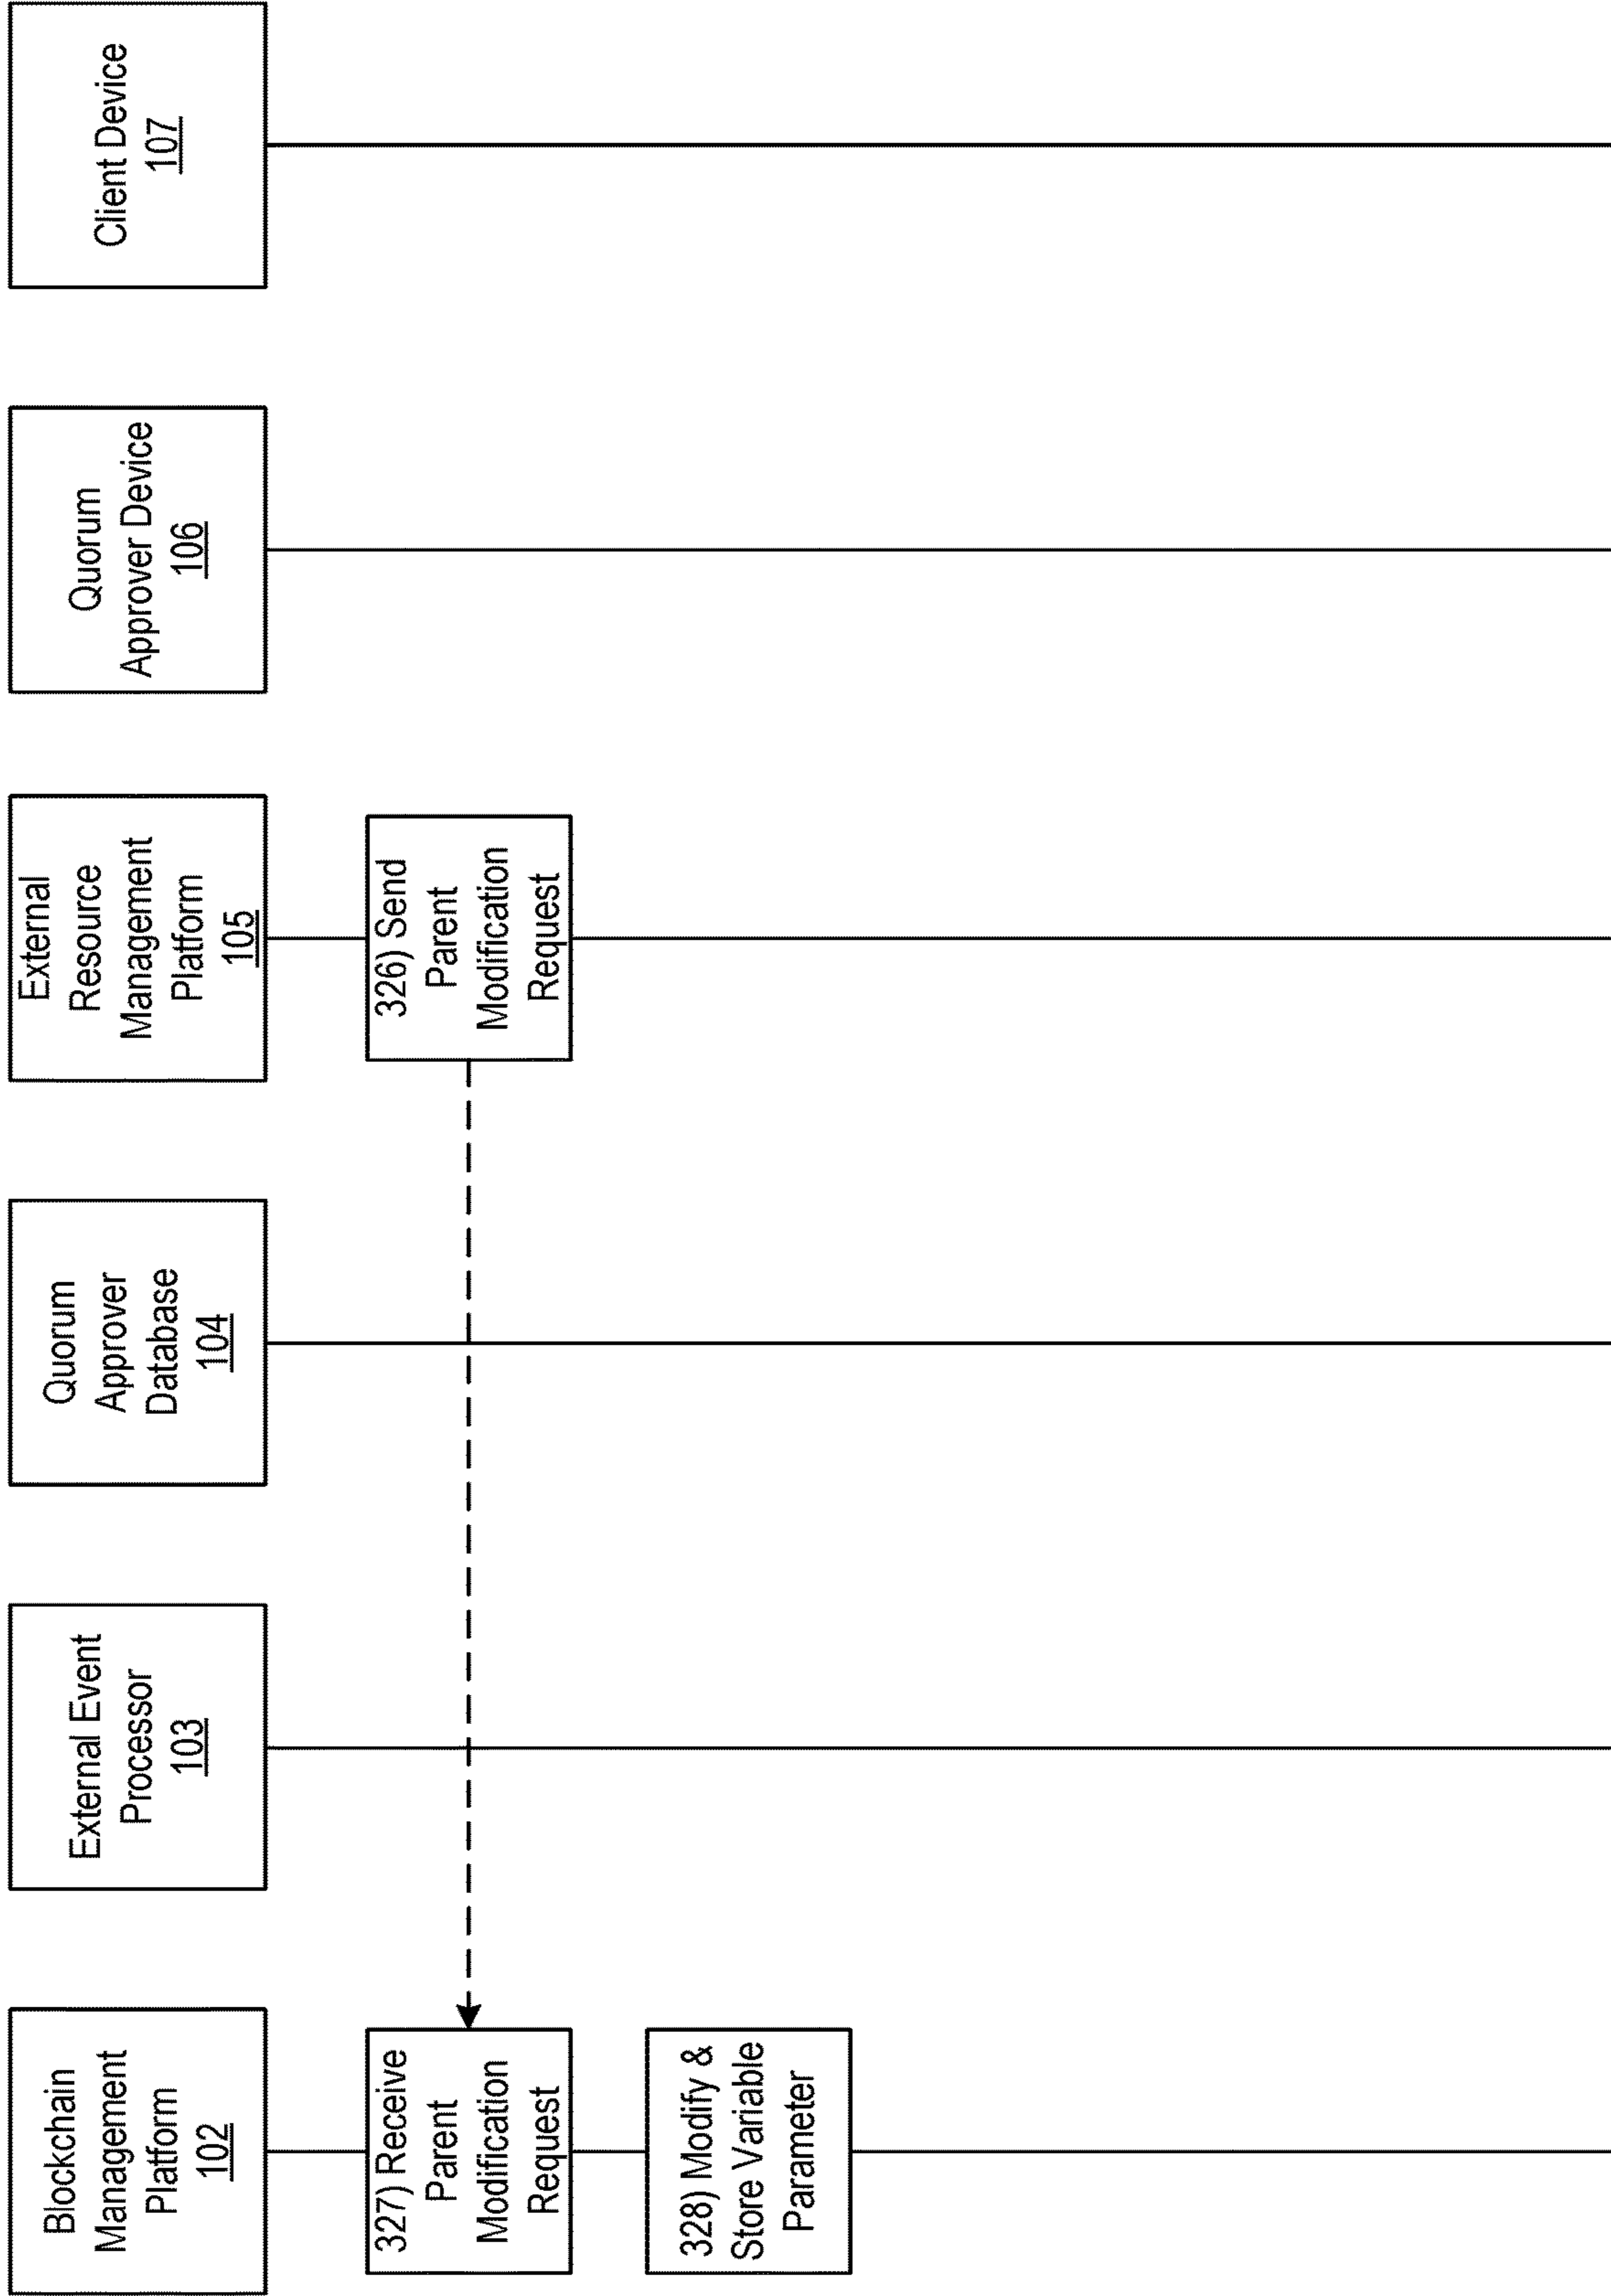 Blockchain
Management
Platform
102
External Event
Processor
103
Quorum
Approver
Database
104
External
Resource
Management
Platform
105
Quorum
Approver Device
106
Client Device
107
326) Send
Parent
Modification
Request
327) Receive
Parent
Modification
Request
328) Modify &
Store Variable
Parameter